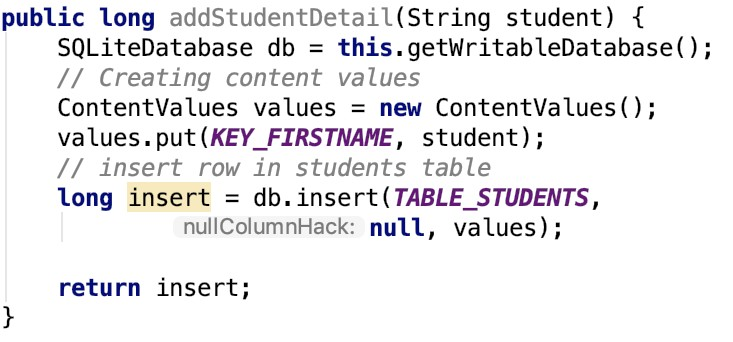 public long addStudentDetail(String student) {
SQLiteDatabase db = this.getWritableDatabase();
// Creating content values
ContentValues values = new ContentValues();
values.put(KEY_FIRSTNAME, student);
// insert row in students table
long insert = db.insert(TABLE_STUDENTS,
nullColumnHack: null, values);
return insert;
}